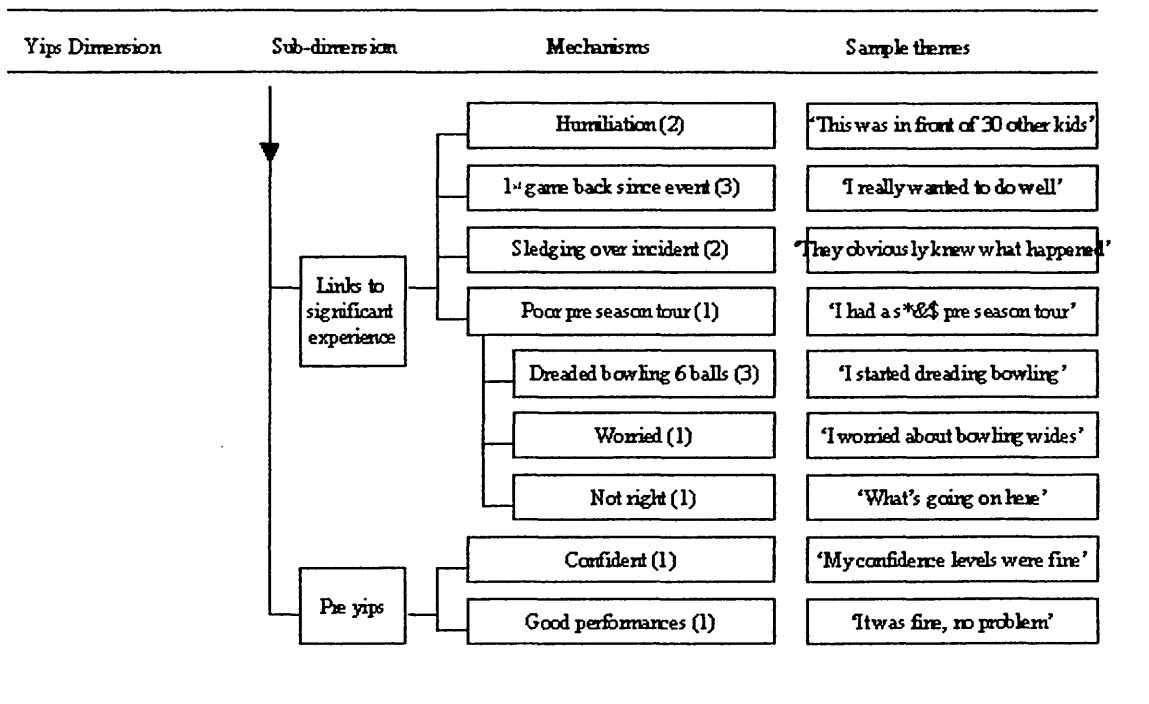 Yips Dimension Sub-dimension Mechanisms Sample themes
Humiliation (2) ‘This was in front of 30 other kids’
1st game back since event (3) ‘I really wanted to do well’
Sledging over incident (2) ‘They obviously knew what happened’
Links to
significant
experience
Poor pre season tour (1) ‘I had a s*&$ pre season tour’
Dreaded bowling 6 balls (3) ‘I started dreading bowling’
Worried (1) ‘I worried about bowling wides’
Not right (1) ‘What's going on here’
Confident (1) ‘My confidence levels were fine’
Pre yips
Good performances (1) ‘It was fine, no problem’